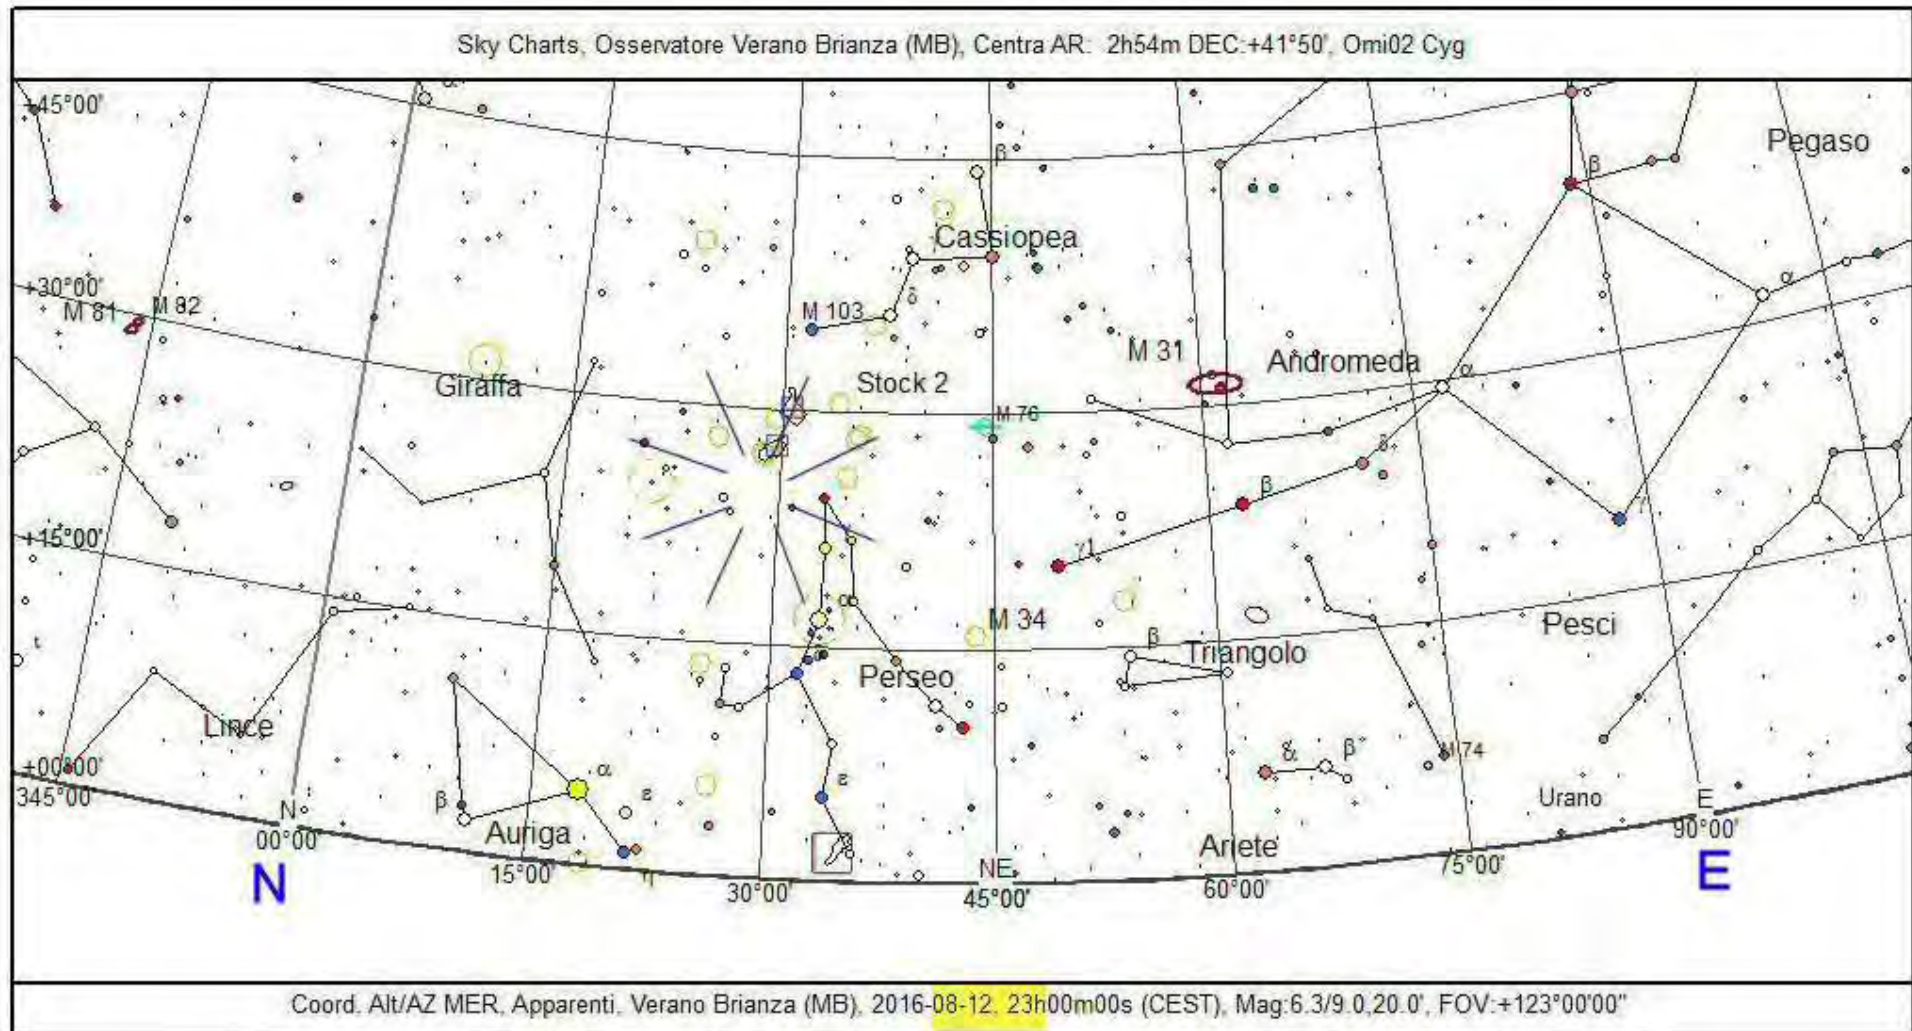 Sky Charts, Osservatore Verano Brianza (MB), Centra AR: 2h54m DEC:+41°50', Omi02 Cyg
+45°00'
Pegaso
β
β
Cassiopea
α
+30°00'
M 81
M 82
δ
M 103
M 31
Andromeda
α
Giraffa
Stock 2
M 76
δ
β
γ
+15°00'
γ1
α
M 34
Pesci
β
Triangolo
Perseo
Lince
M 74
β
α
+00°00'
345°00'
ε
ε
β
Urano
N
00°00'
Auriga
Ariete
E
90°00'
NE
15°00'
η
30°00'
45°00'
60°00'
75°00'
N
E
Coord. Alt/AZ MER, Apparenti, Verano Brianza (MB), 2016-08-12, 23h00m00s (CEST), Mag:6.3/9.0,20.0', FOV:+123°00'00"